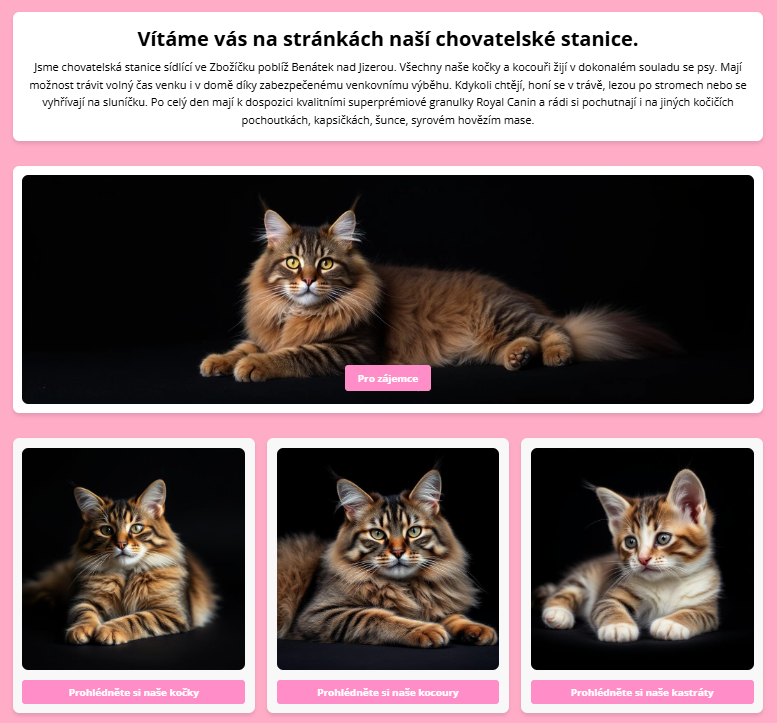 Vítáme vás na stránkách naší chovatelské stanice.
Jsme chovatelská stanice sídlící ve Zbožíčku poblíž Benátek nad Jizerou. Všechny naše kočky a kocouři žijí v dokonalém souladu se psy. Mají
možnost trávit volný čas venku i v domě díky zabezpečenému venkovnímu výběhu. Kdykoli chtějí, honí se v trávě, lezou po stromech nebo se
vyhřívají na sluníčku. Po celý den mají k dospozici kvalitními superprémiové granulky Royal Canin a rádi si pochutnají i na jiných kočičích
pochoutkách, kapsičkách, šunce, syrovém hovězím mase.
Pro zájemce
Prohlédněte si naše kočky
Prohlédněte si naše kocoury
Prohlédněte si naše kastráty